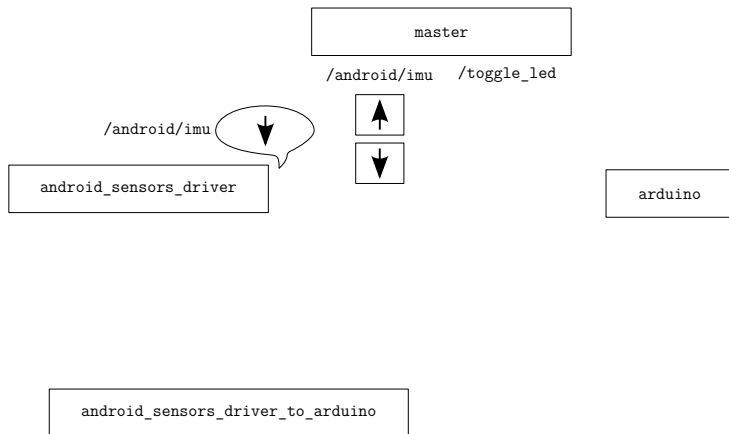 master
/android/imu
/toggle_led
/android/imu
android_sensors_driver
arduino
android_sensors_driver_to_arduino